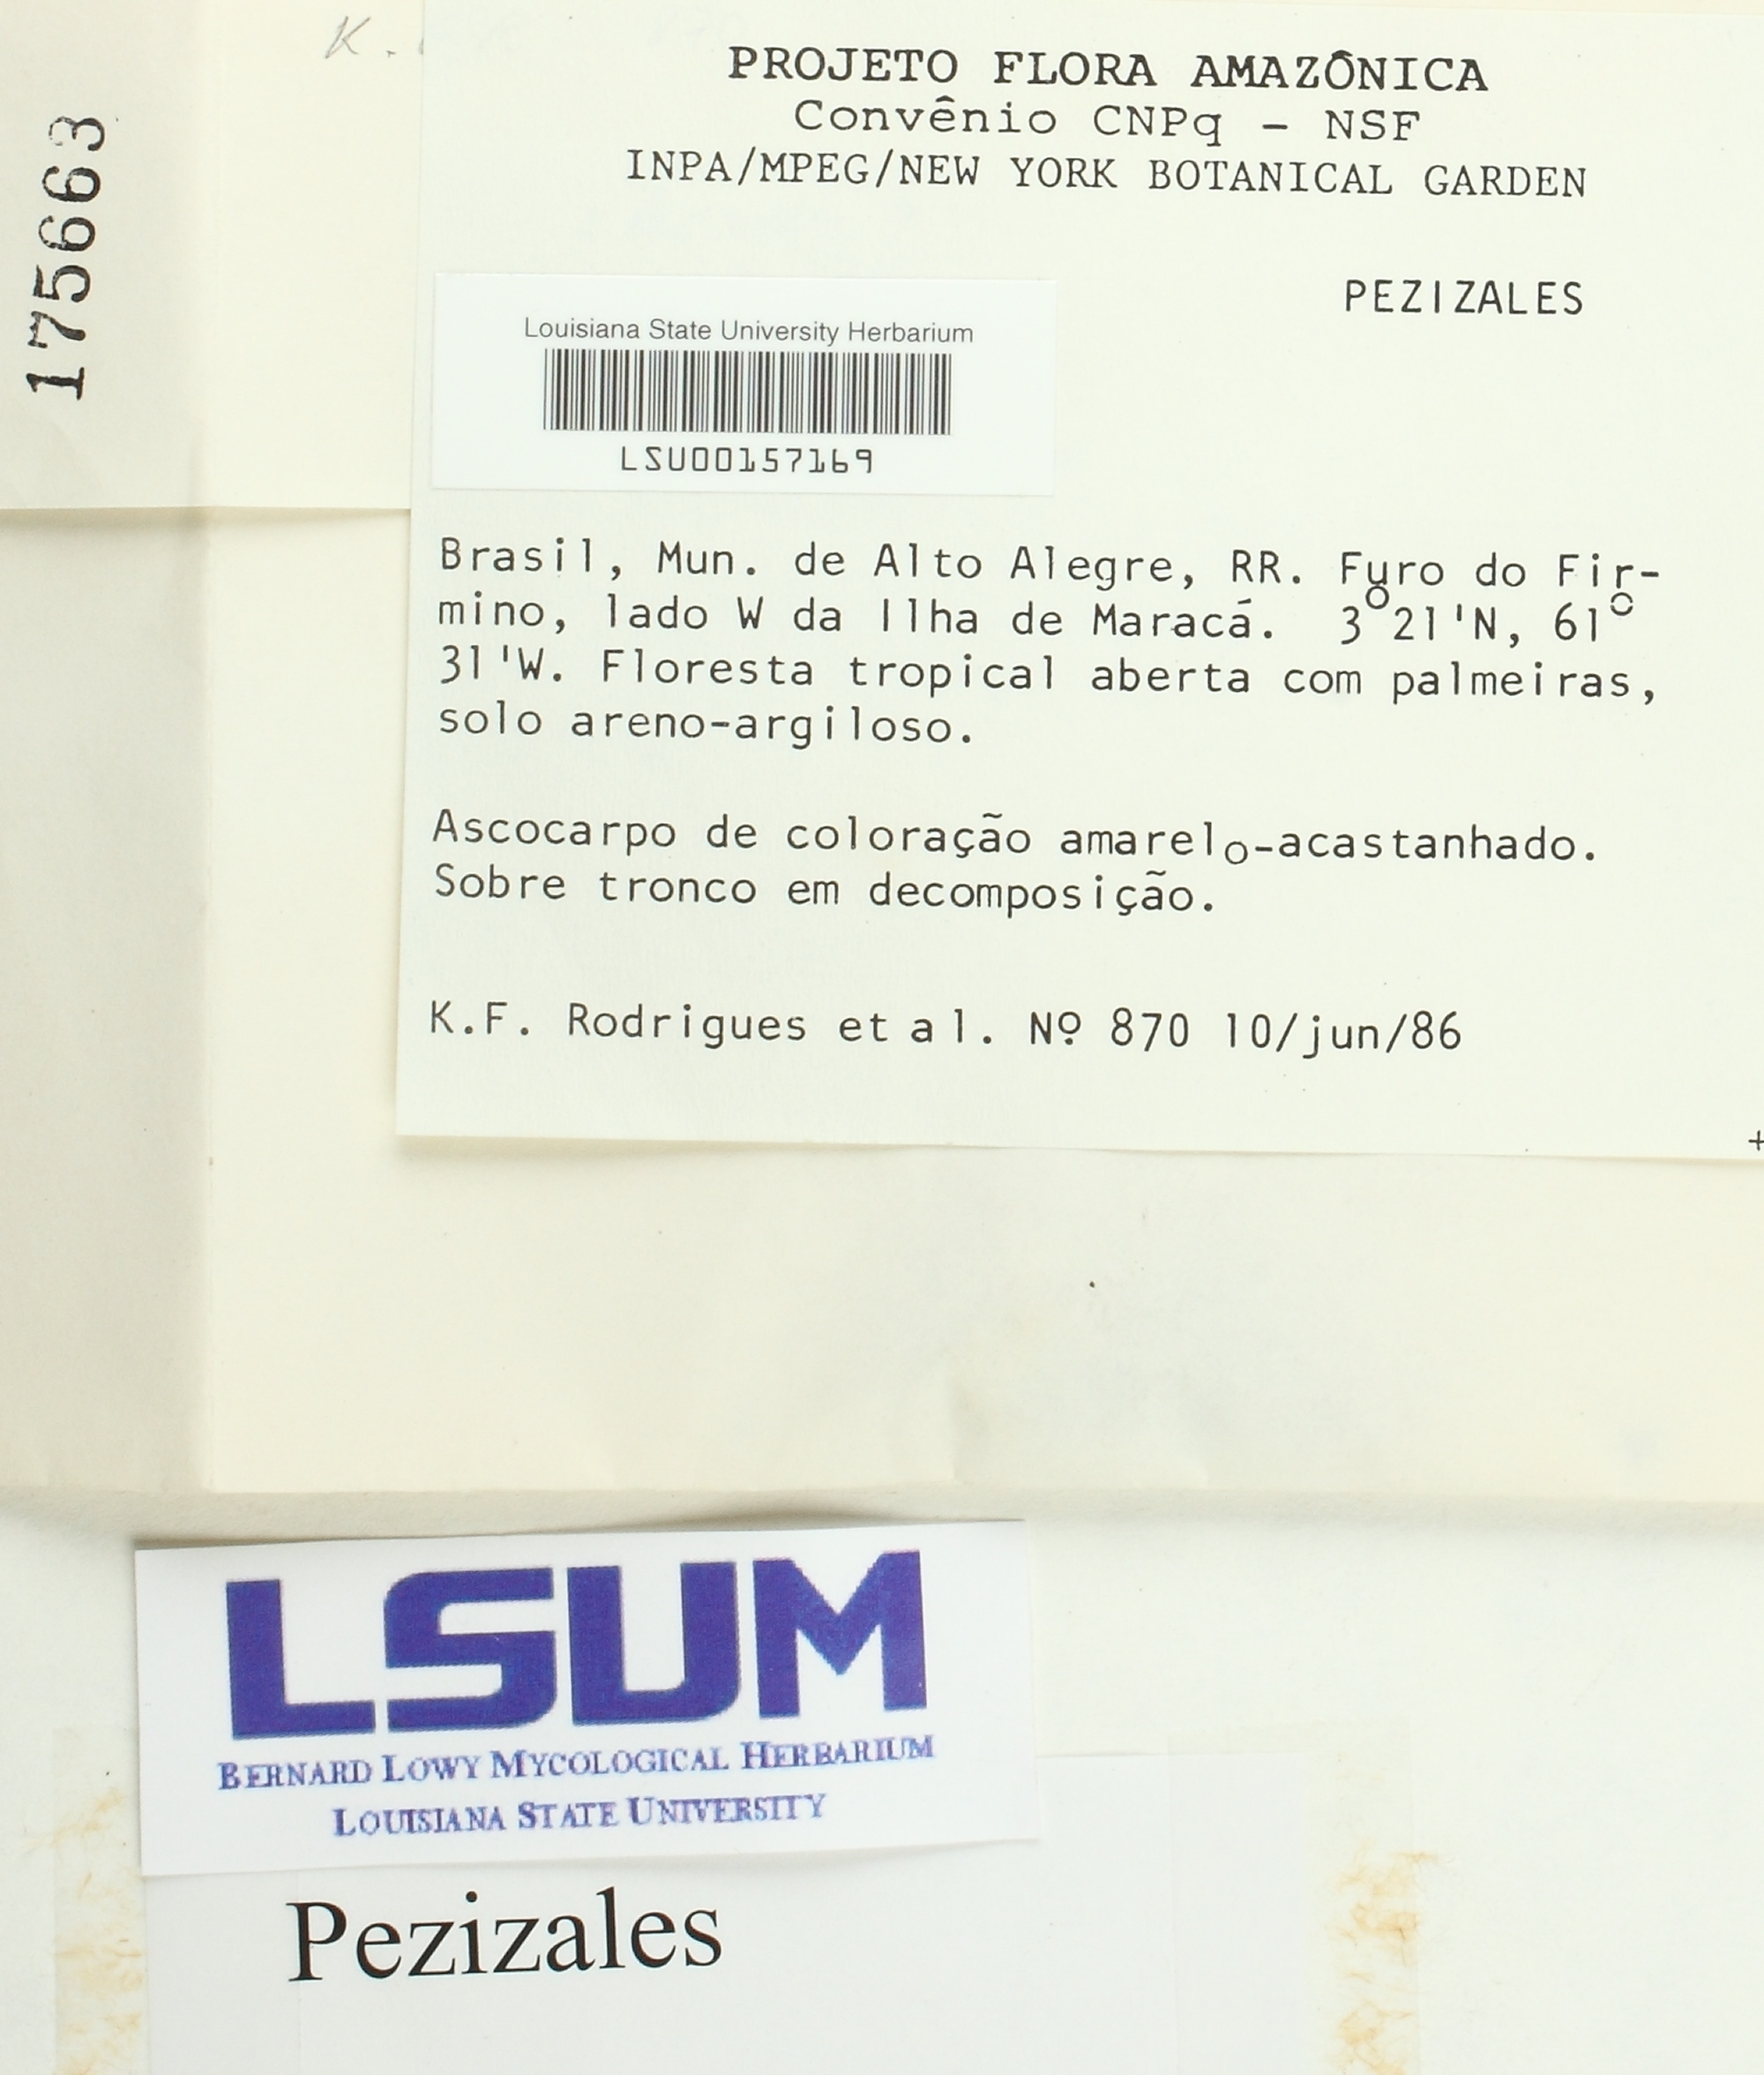 K.
175663
PROJETO FLORA AMAZÔNICA
Convênio CNPq - NSF
INPA/MPEG/NEW YORK BOTANICAL GARDEN
PEZIZALES
Louisiana State University Herbarium
LSU00157169
Brasil, Mun. de Alto Alegre, RR. Furo do Fir-
mino, lado W da Ilha de Maracá. 3°21'N, 61°
31'W. Floresta tropical aberta com palmeiras,
solo areno-argiloso.
Ascocarpo de coloração amarelo-acastanhado.
Sobre tronco em decomposição.
K.F. Rodrigues et al. Nº 870 10/jun/86
+
LSUM
BERNARD LOWY MYCOLOGICAL HERBARIUM
LOUISIANA STATE UNIVERSITY
Pezizales